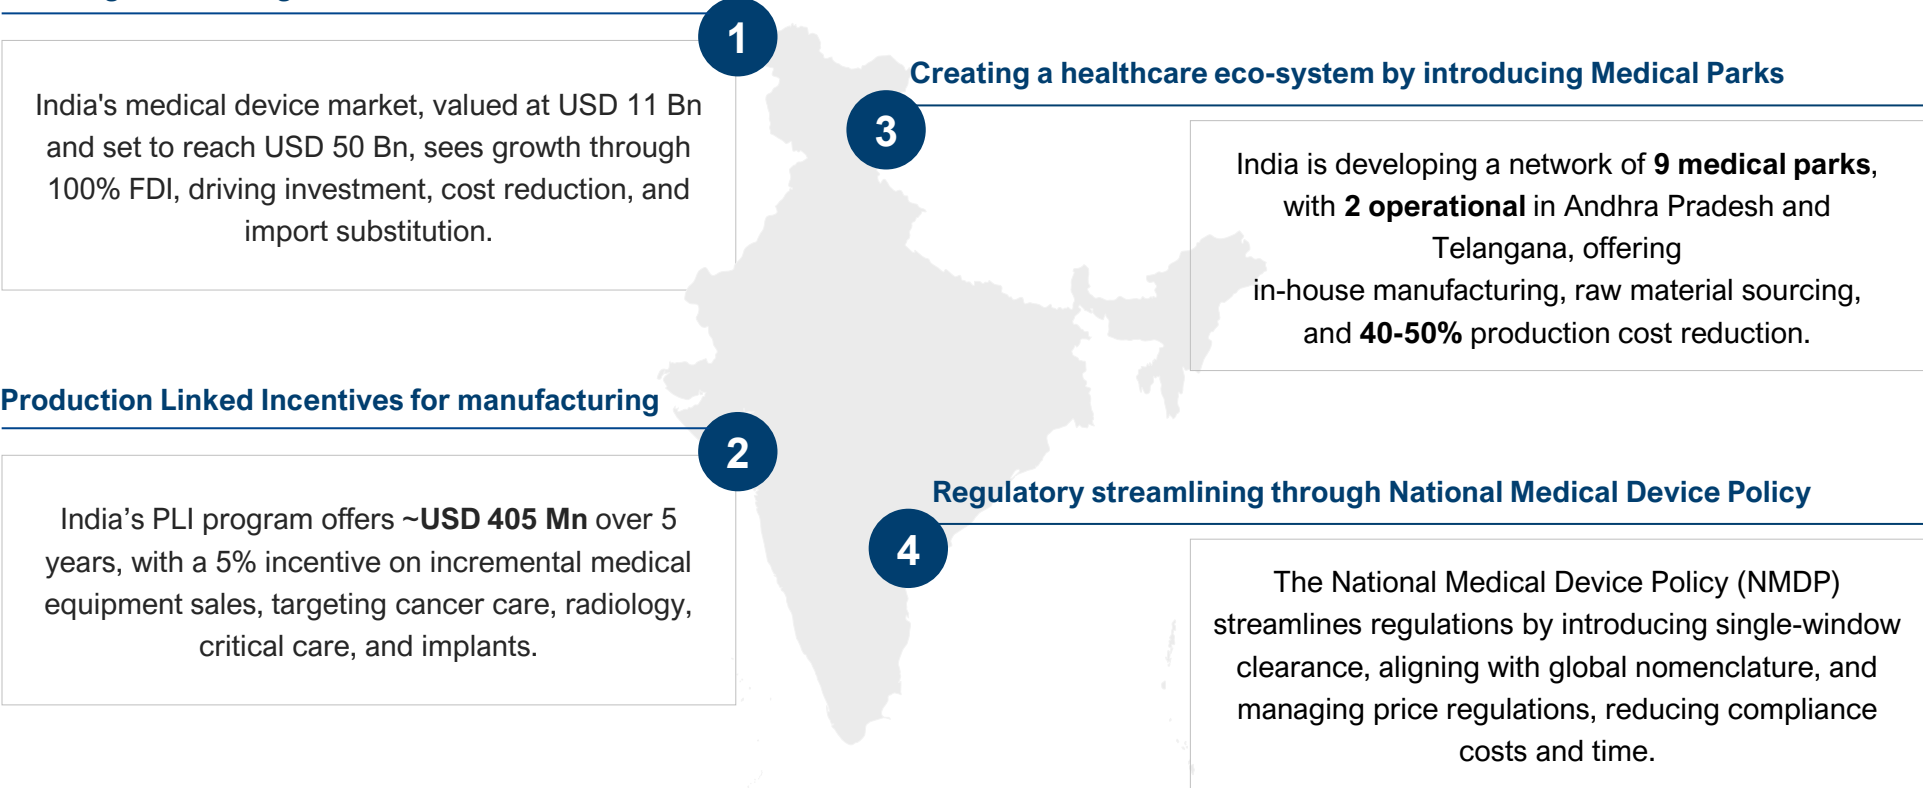 1
India's medical device market, valued at USD 11 Bn
and set to reach USD 50 Bn, sees growth through
100% FDI, driving investment, cost reduction, and
import substitution.
Production Linked Incentives for manufacturing
2
India’s PLI program offers ~USD 405 Mn over 5
years, with a 5% incentive on incremental medical
equipment sales, targeting cancer care, radiology,
critical care, and implants.
Creating a healthcare eco-system by introducing Medical Parks
3
India is developing a network of 9 medical parks,
with 2 operational in Andhra Pradesh and
Telangana, offering
in-house manufacturing, raw material sourcing,
and 40-50% production cost reduction.
Regulatory streamlining through National Medical Device Policy
4
The National Medical Device Policy (NMDP)
streamlines regulations by introducing single-window
clearance, aligning with global nomenclature, and
managing price regulations, reducing compliance
costs and time.